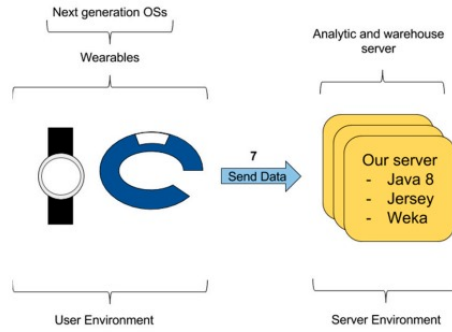 Next generation OSs
Wearables
Analytic and warehouse
server
7
Send Data
Our server
- Java 8
- Jersey
- Weka
User Environment
Server Environment